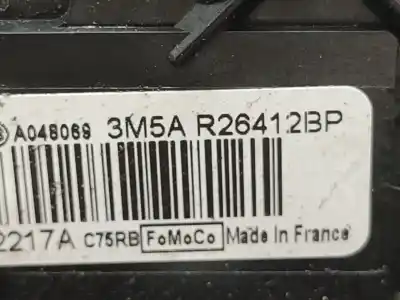 A048069 3M5A R26412BP
2217A C75RB FoMoCo Made In France